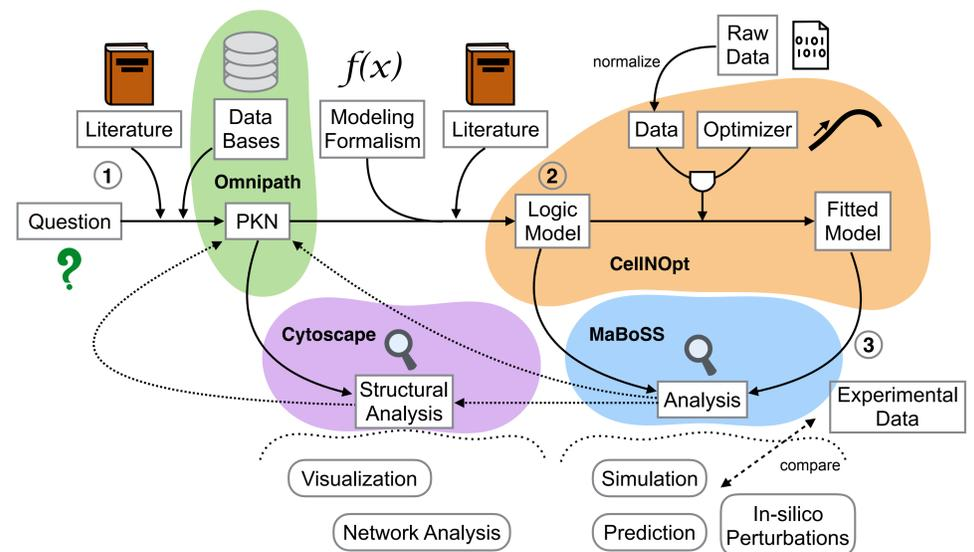 Raw
Data
0101
1010
normalize
f(x)
Literature
Data
Bases
Modeling
Formalism
Literature
Data
Optimizer
1
Omnipath
2
Question
PKN
Logic
Model
Fitted
Model
?
CellNOpt
Cytoscape
MaBoSS
3
Structural
Analysis
Analysis
Experimental
Data
compare
Visualization
Simulation
Network Analysis
Prediction
In-silico
Perturbations